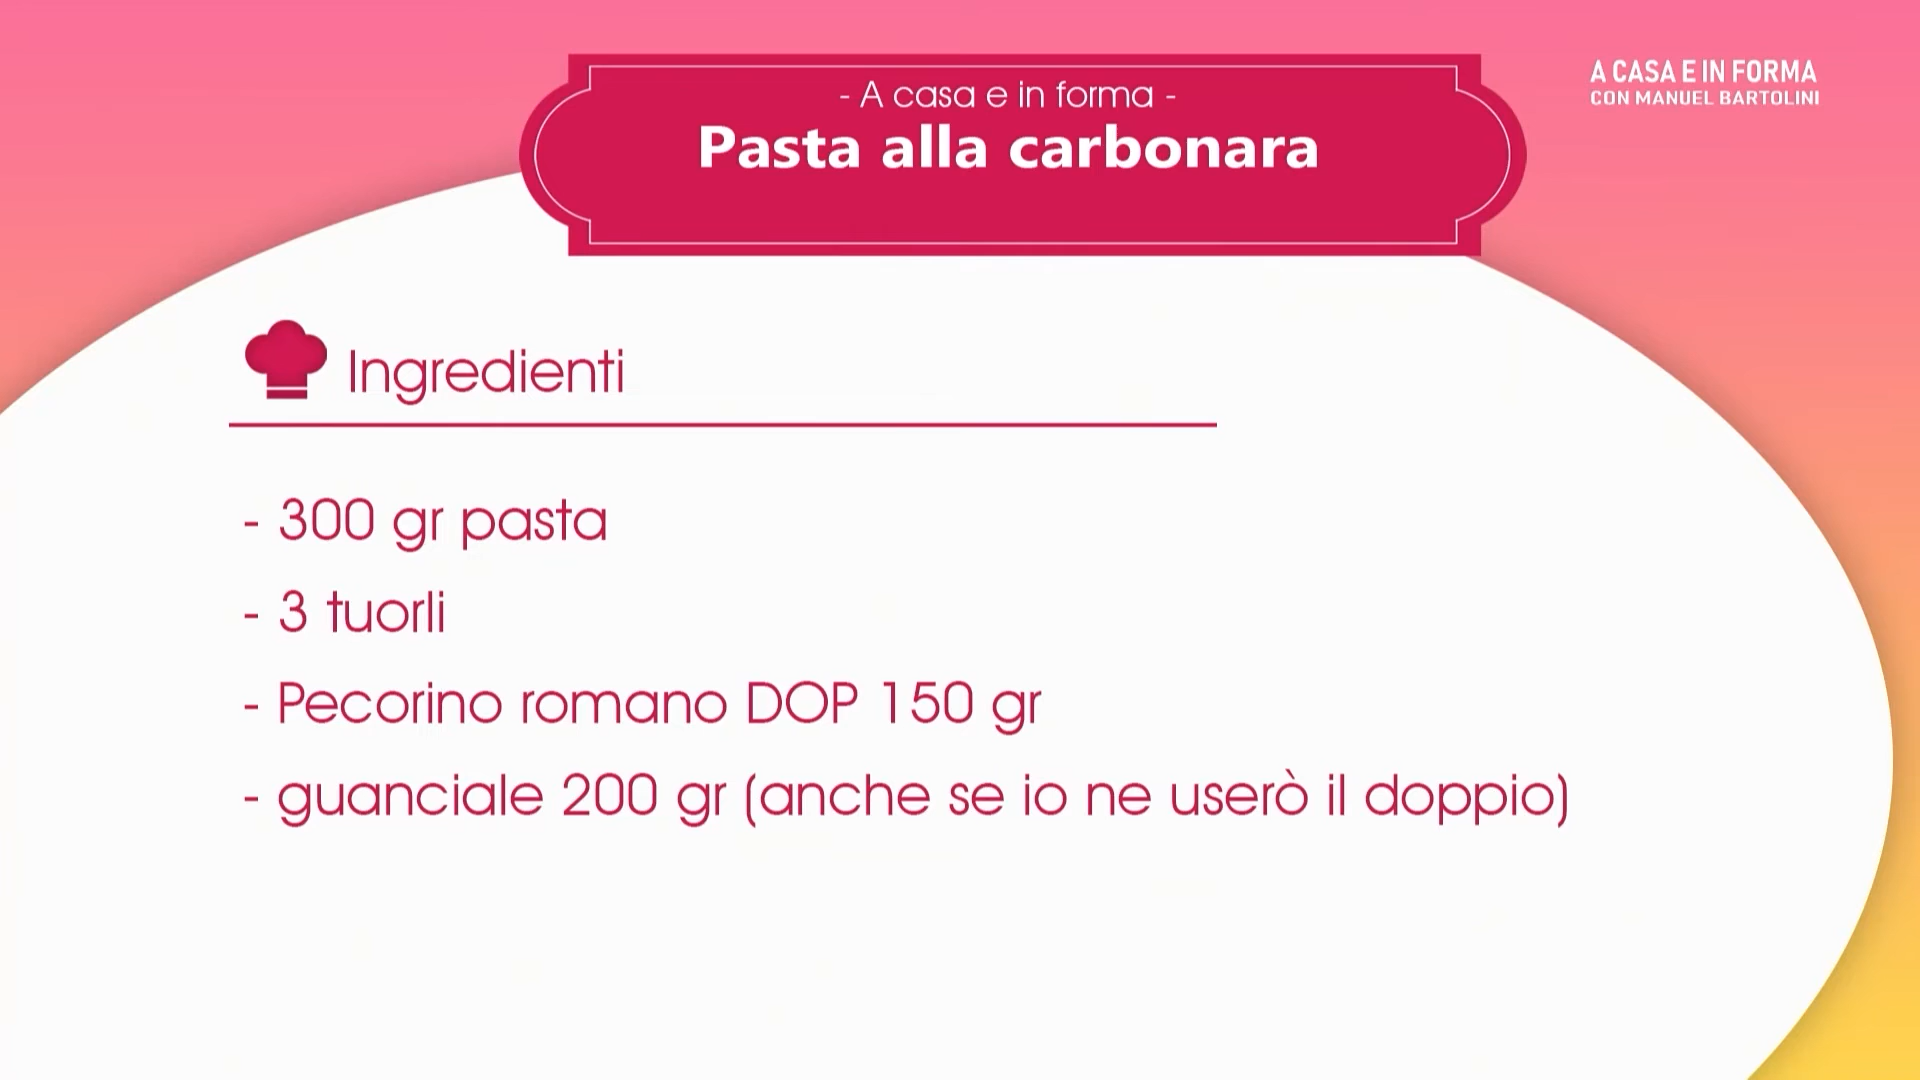 - A casa e in forma -
Pasta alla carbonara
A CASA E IN FORMA
CON MANUEL BARTOLINI
Ingredienti
- 300 gr pasta
- 3 tuorli
- Pecorino romano DOP 150 gr
- guanciale 200 gr (anche se io ne userò il doppio)